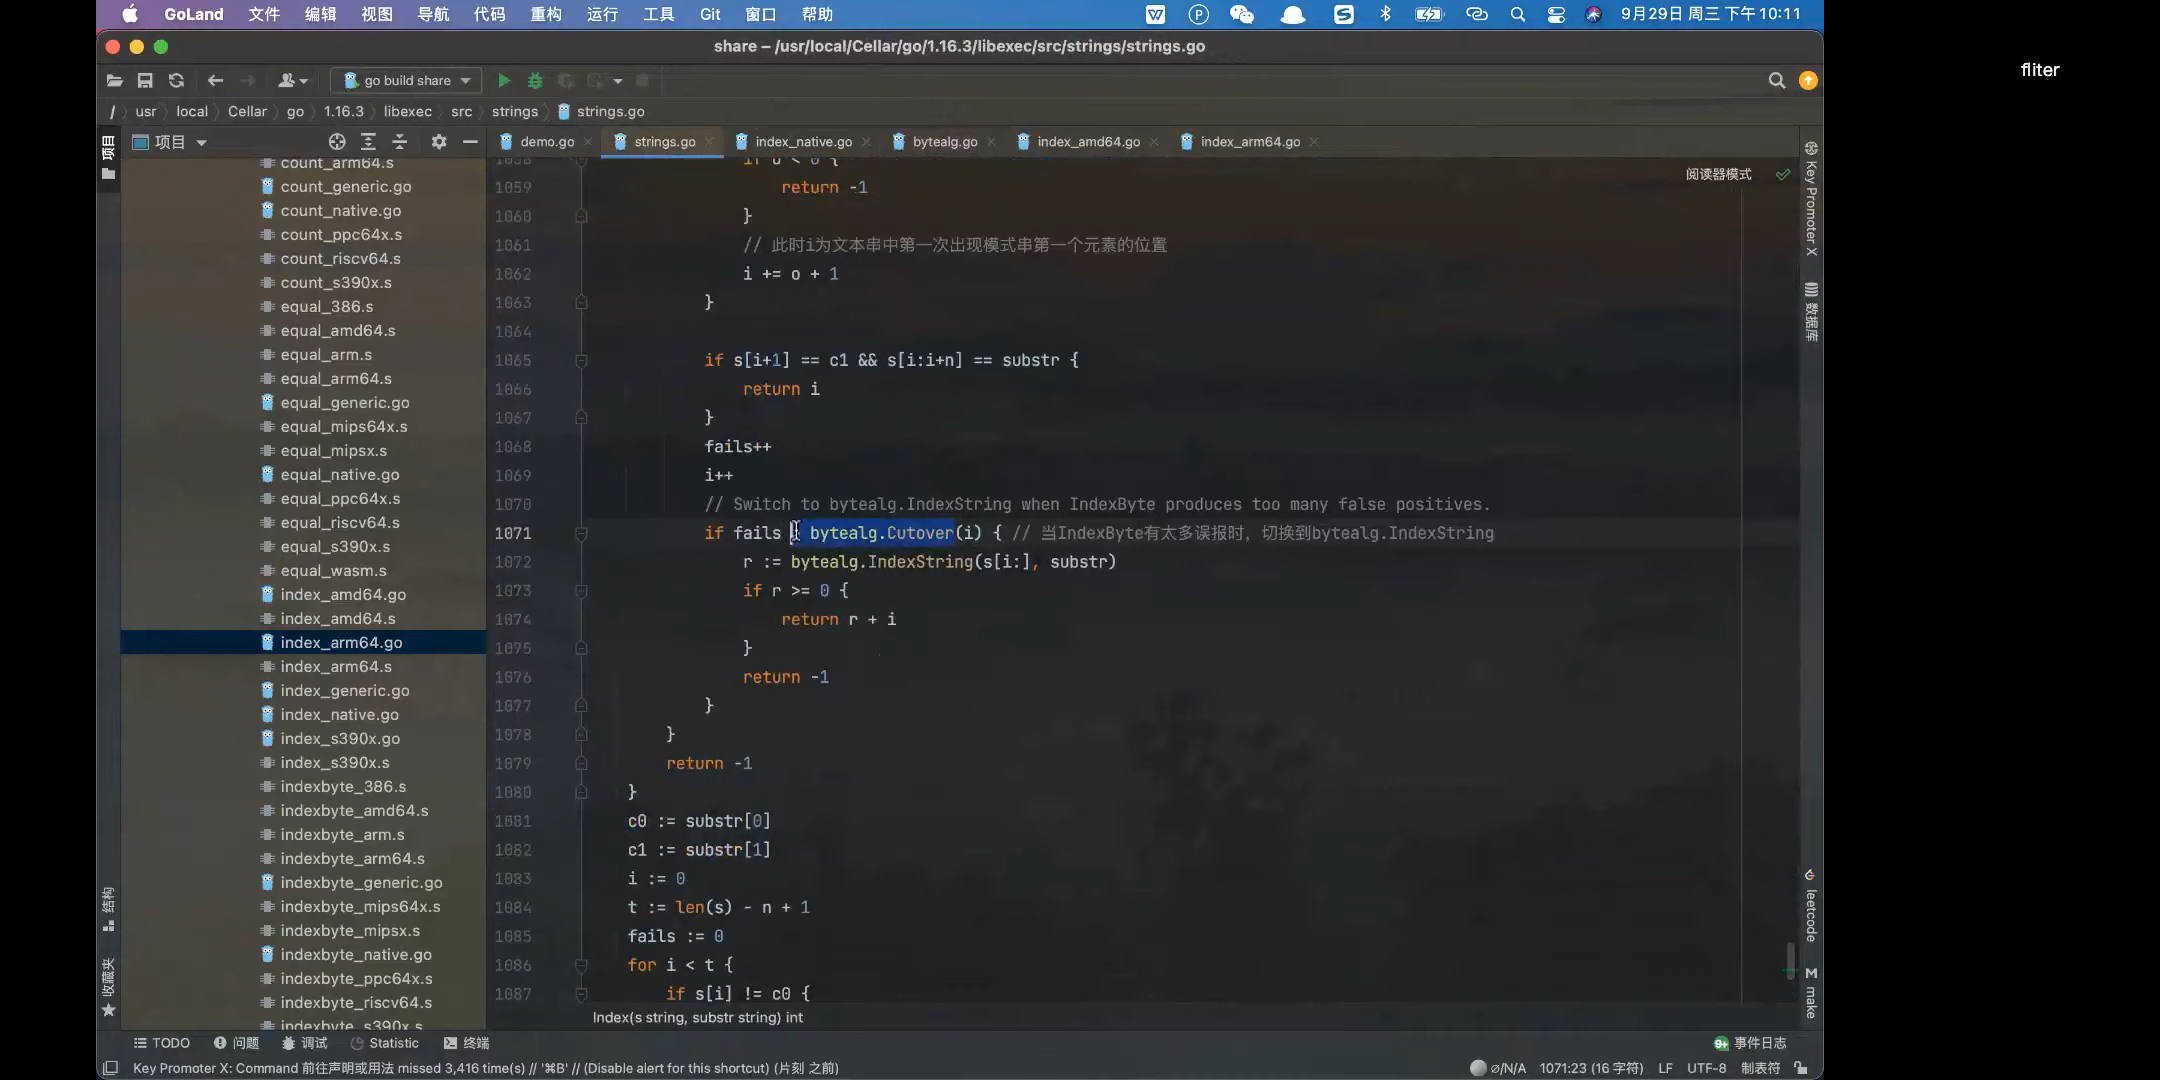 GoLand 文件 编辑 视图 导航 代码 重构 运行 工具 Git 窗口 帮助 9月29日 周三 下午 10:11
share – /usr/local/Cellar/go/1.16.3/libexec/src/strings/strings.go
fliter
go build share
/ usr local Cellar go 1.16.3 libexec src strings strings.go
项目 demo.go strings.go index_native.go bytealg.go index_amd64.go index_arm64.go
项目
阅读器模式
Key Promoter X
数据库
leetcode
make
结构
收藏夹
count_arm64.s
count_generic.go
count_native.go
count_ppc64x.s
count_riscv64.s
count_s390x.s
equal_386.s
equal_amd64.s
equal_arm.s
equal_arm64.s
equal_generic.go
equal_mips64x.s
equal_mipsx.s
equal_native.go
equal_ppc64x.s
equal_riscv64.s
equal_s390x.s
equal_wasm.s
index_amd64.go
index_amd64.s
index_arm64.go
index_arm64.s
index_generic.go
index_native.go
index_s390x.go
index_s390x.s
indexbyte_386.s
indexbyte_amd64.s
indexbyte_arm.s
indexbyte_arm64.s
indexbyte_generic.go
indexbyte_mips64x.s
indexbyte_mipsx.s
indexbyte_native.go
indexbyte_ppc64x.s
indexbyte_riscv64.s
indexbyte_s390x.s
1058 if o < 0 {
1059 return -1
1060 }
1061 // 此时i为文本串中第一次出现模式串第一个元素的位置
1062 i += o + 1
1063 }
1064
1065 if s[i+1] == c1 && s[i:i+n] == substr {
1066 return i
1067 }
1068 fails++
1069 i++
1070 // Switch to bytealg.IndexString when IndexByte produces too many false positives.
1071 if fails > bytealg.Cutover(i) { // 当IndexByte有太多误报时，切换到bytealg.IndexString
1072 r := bytealg.IndexString(s[i:], substr)
1073 if r >= 0 {
1074 return r + i
1075 }
1076 return -1
1077 }
1078 }
1079 return -1
1080 }
1081 c0 := substr[0]
1082 c1 := substr[1]
1083 i := 0
1084 t := len(s) - n + 1
1085 fails := 0
1086 for i < t {
1087 if s[i] != c0 {
Index(s string, substr string) int
TODO 问题 调试 Statistic 终端 9+ 事件日志
Key Promoter X: Command 前往声明或用法 missed 3,416 time(s) // '⌘B' // (Disable alert for this shortcut) (片刻 之前) ⌀/N/A 1071:23 (16 字符) LF UTF-8 制表符